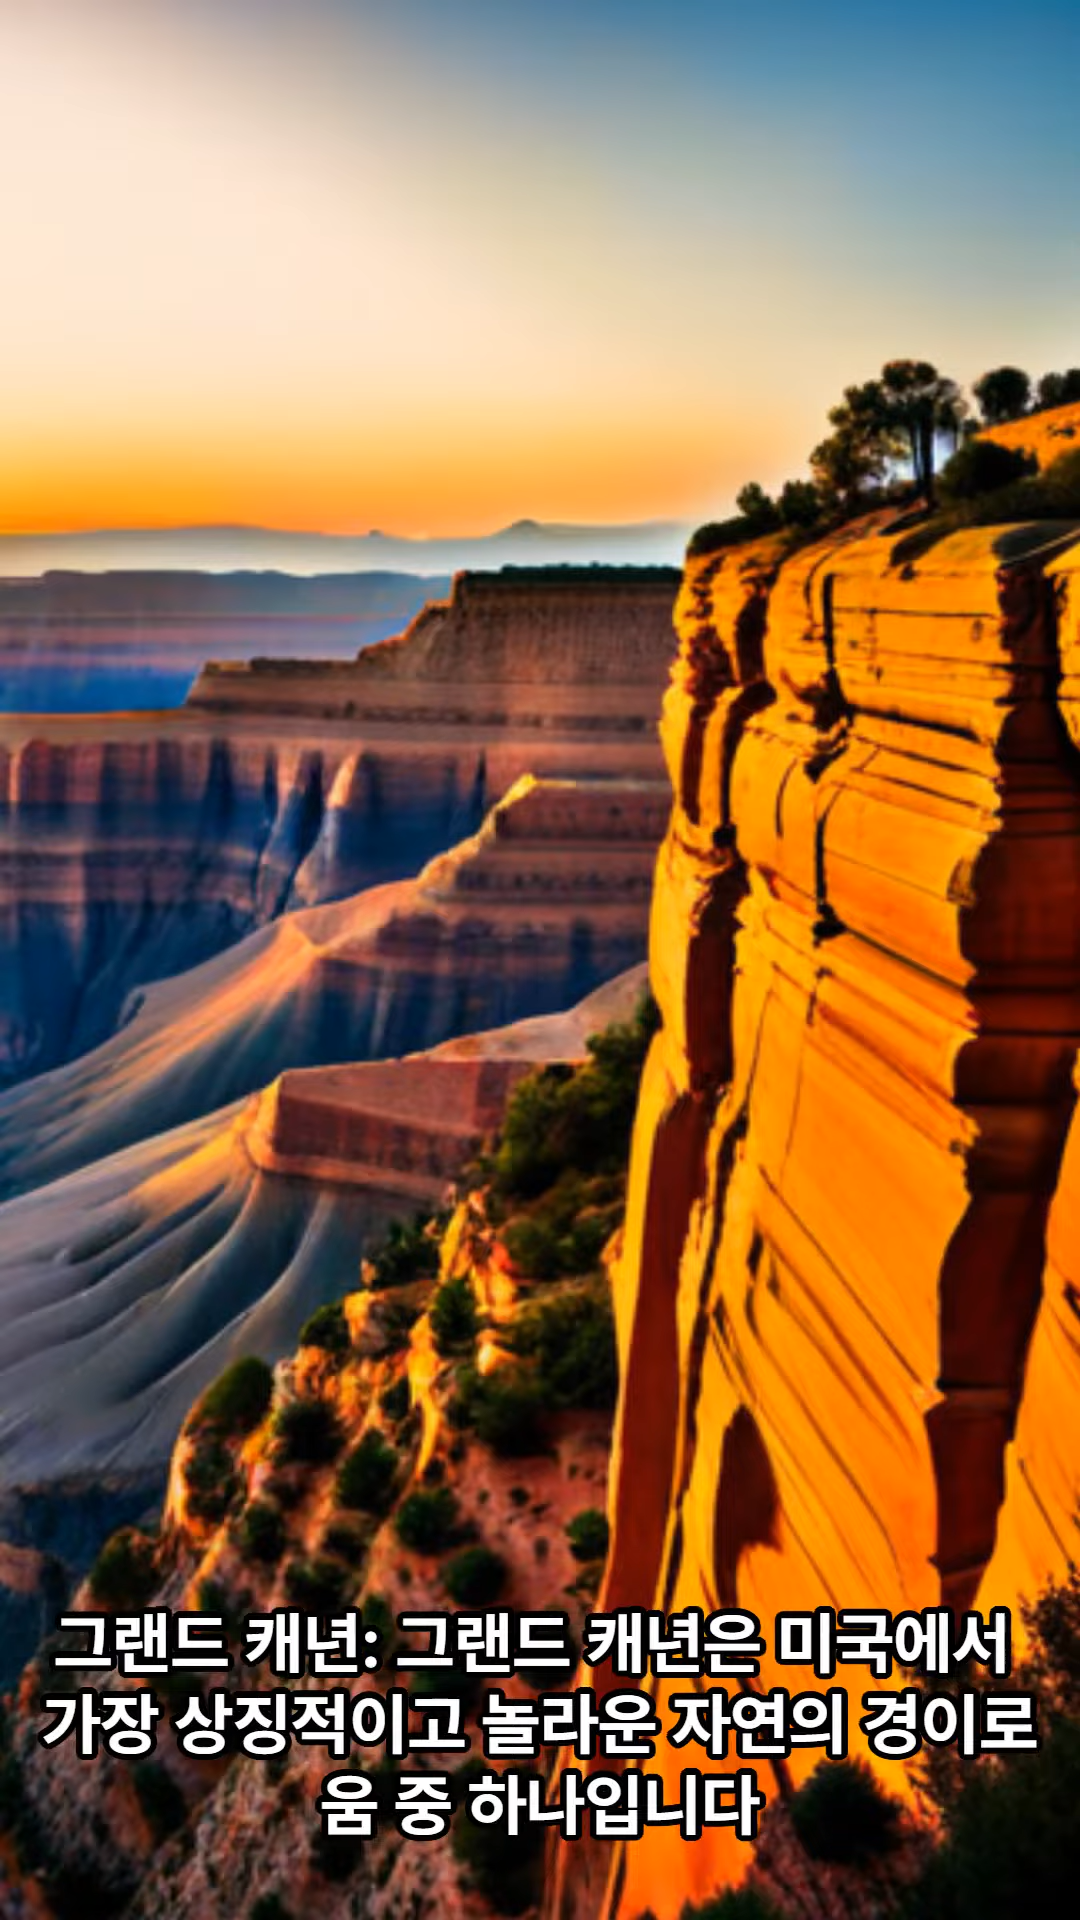 그랜드 캐년: 그랜드 캐년은 미국에서
가장 상징적이고 놀라운 자연의 경이로
움 중 하나입니다